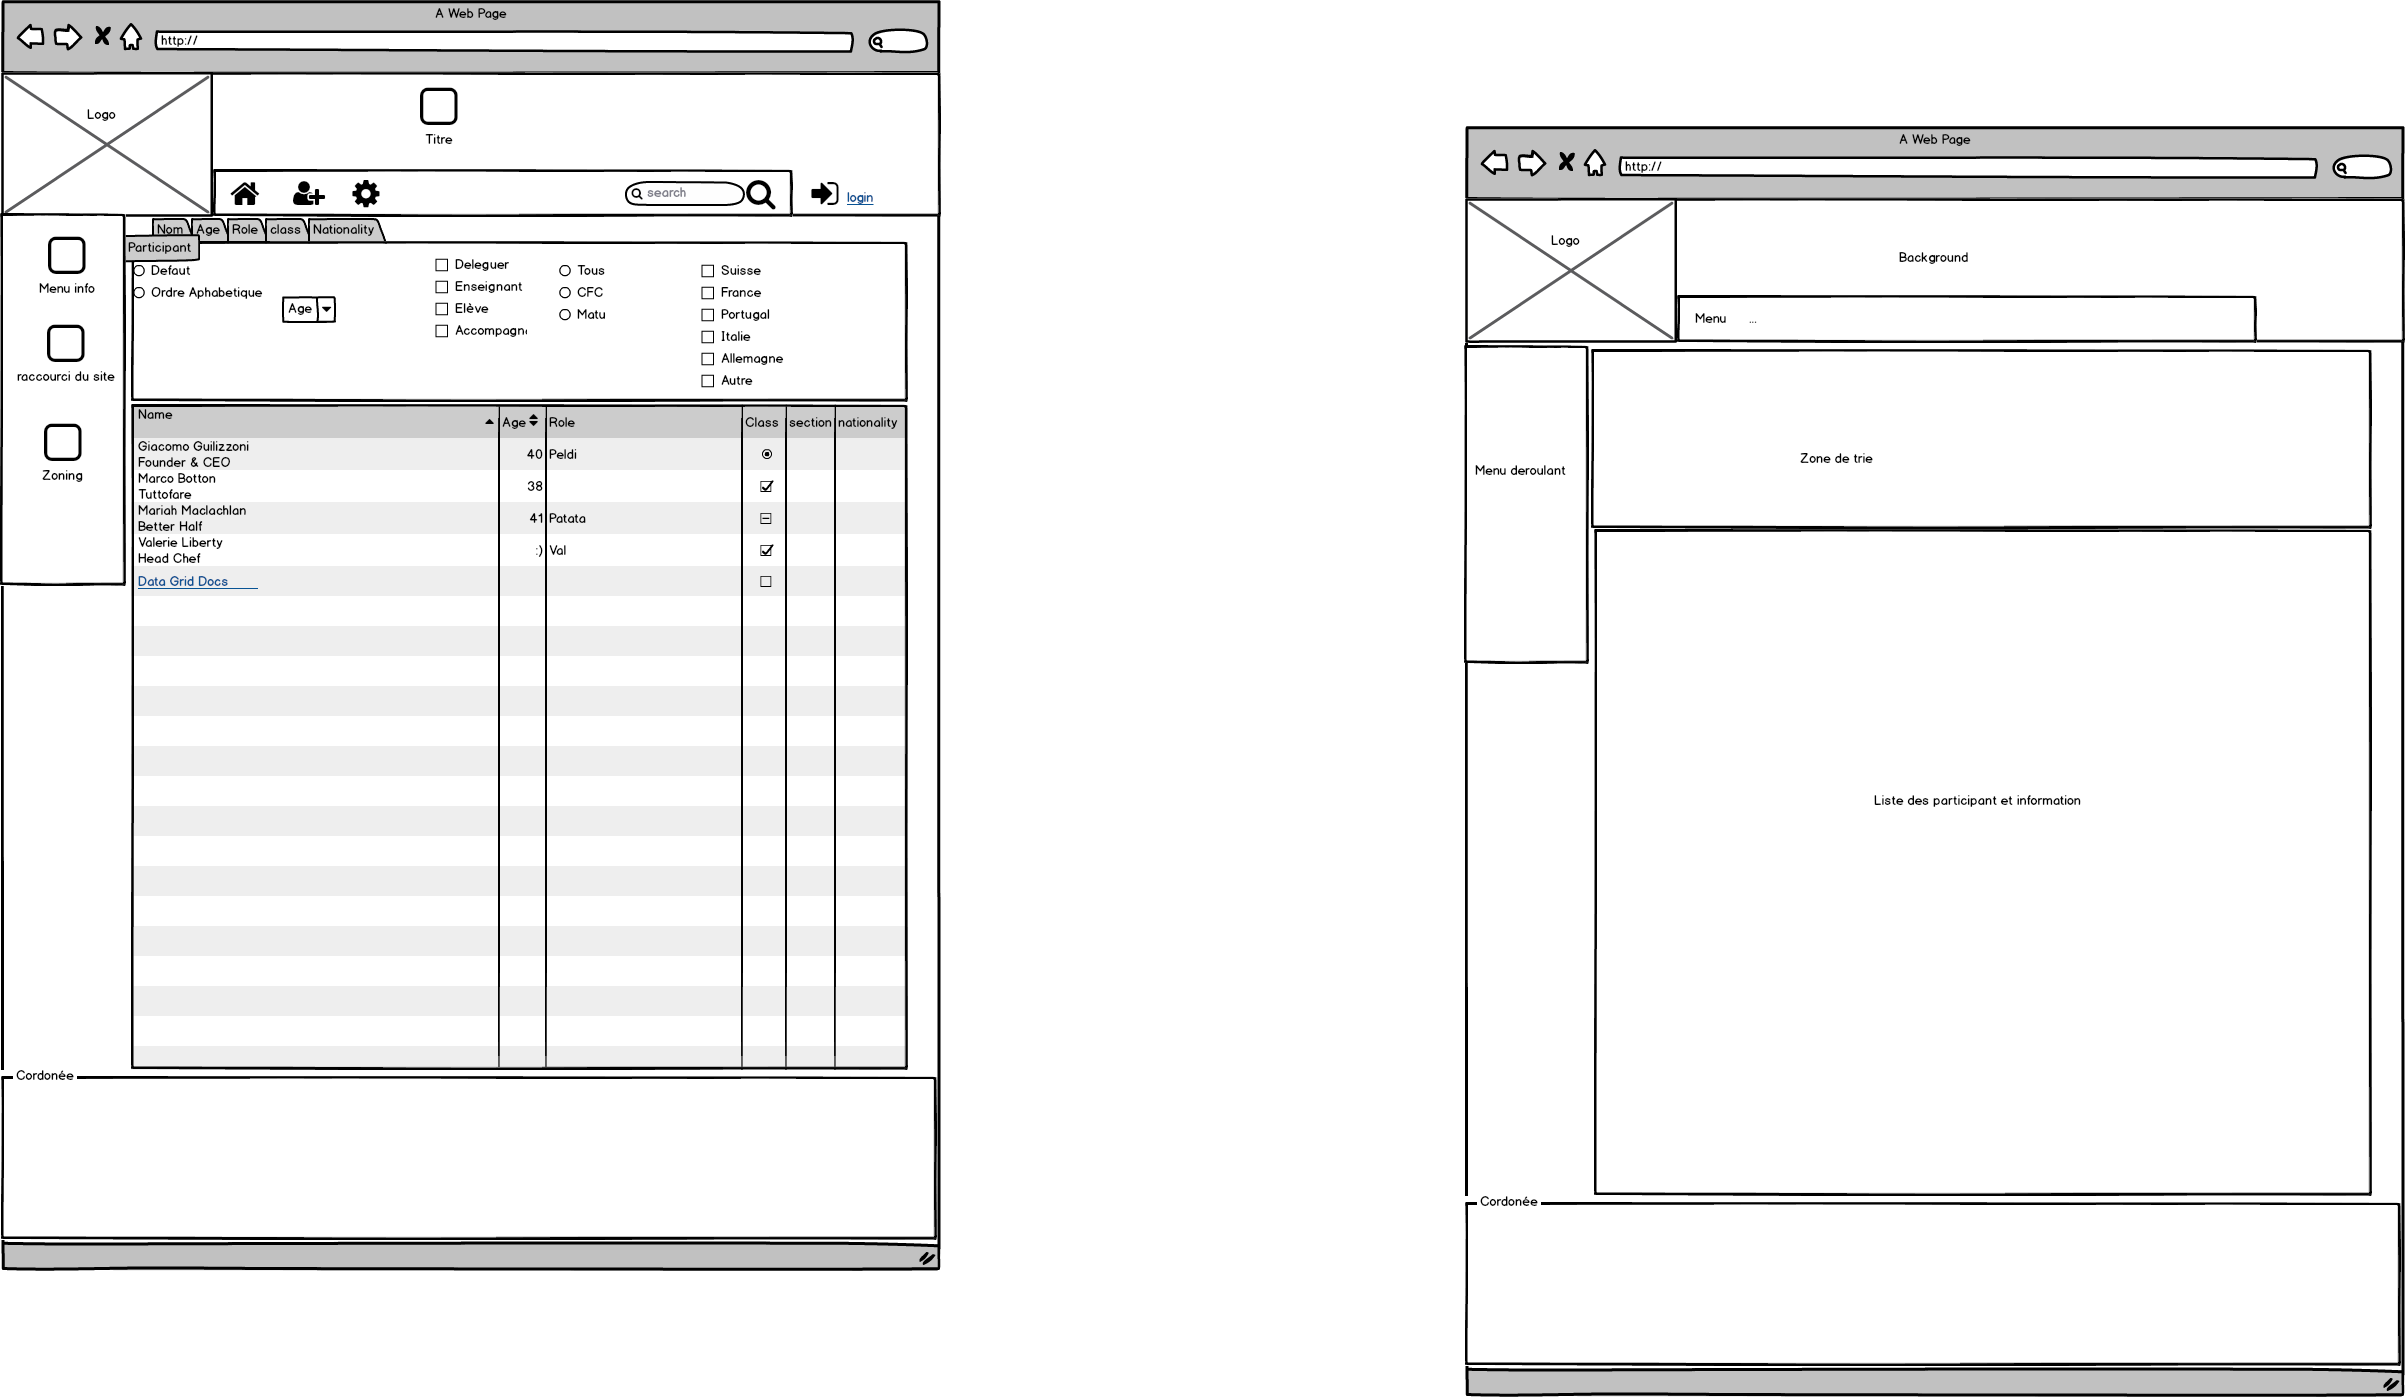 A Web Page
http://
Logo
Titre
search
login
Nom Age Role class Nationality
Participant
Menu info
raccourci du site
Zoning
Defaut
Ordre Aphabetique
Age
Deleguer
Enseignant
Elève
Accompagn
Tous
CFC
Matu
Suisse
France
Portugal
Italie
Allemagne
Autre
Name Age Role Class section nationality
Giacomo Guilizzoni
Founder & CEO
40 Peldi
Marco Botton
Tuttofare
38
Mariah Maclachlan
Better Half
41 Patata
Valerie Liberty
Head Chef
:) Val
Data Grid Docs
Cordonée
A Web Page
http://
Logo
Background
Menu ...
Menu deroulant
Zone de trie
Liste des participant et information
Cordonée